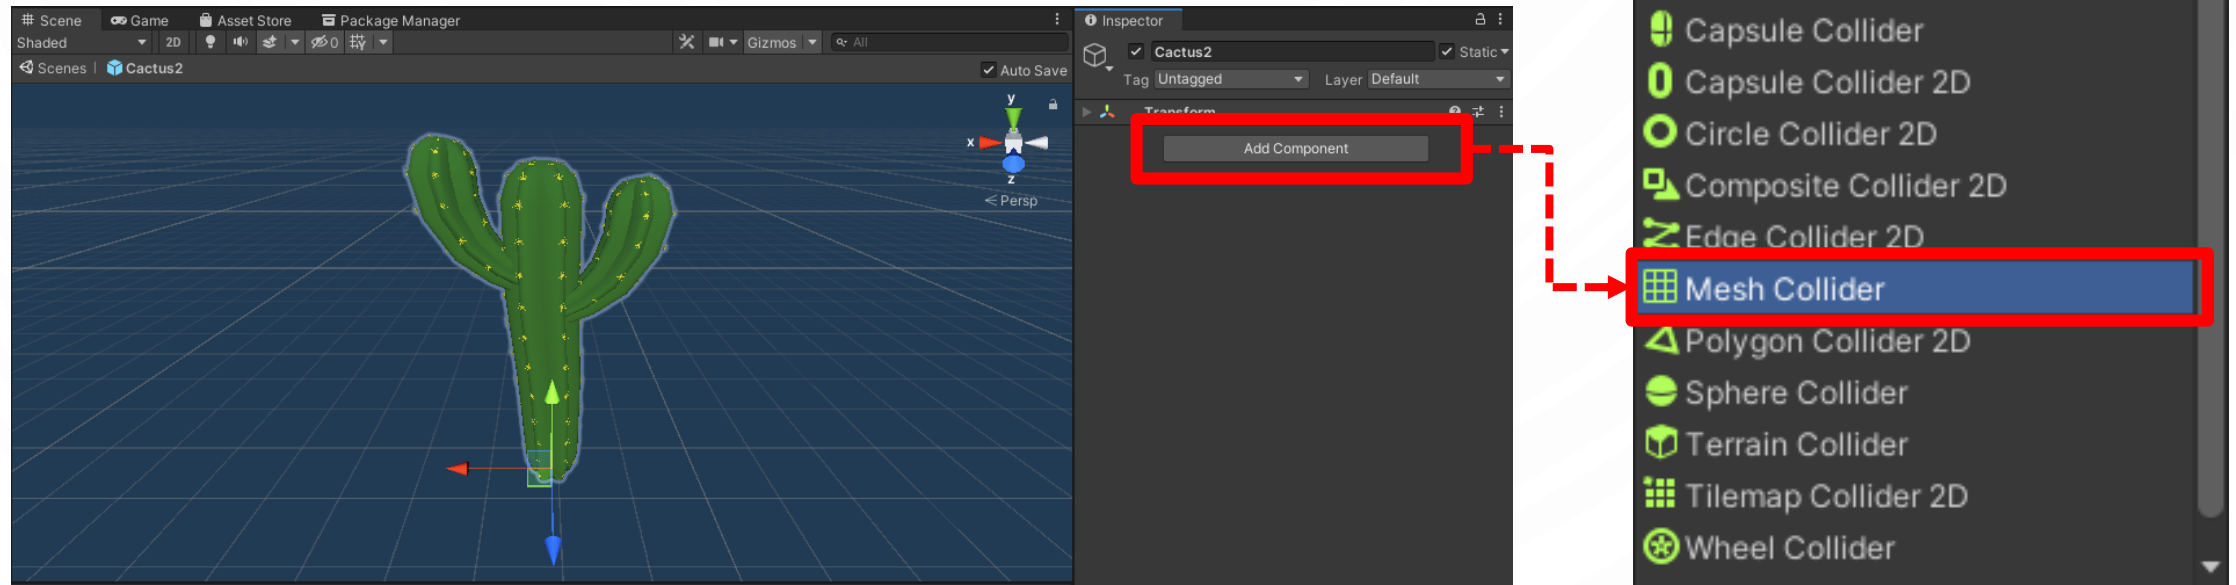 Scene Game Asset Store Package Manager
Shaded 2D 0 Gizmos All
Scenes | Cactus2 Auto Save
y
x
z
Persp
Inspector
Cactus2 Static
Tag Untagged Layer Default
Transform
Add Component
Capsule Collider
Capsule Collider 2D
Circle Collider 2D
Composite Collider 2D
Edge Collider 2D
Mesh Collider
Polygon Collider 2D
Sphere Collider
Terrain Collider
Tilemap Collider 2D
Wheel Collider